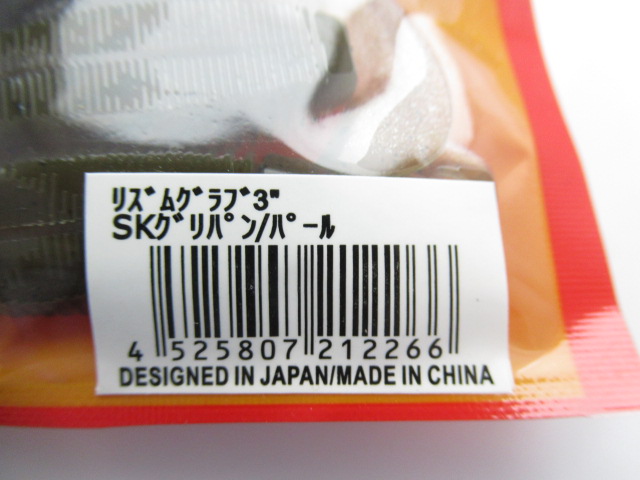 ﾘｽﾞﾑｸﾞﾗﾌﾞ3"
SKｸﾞﾘﾊﾟﾝ/ﾊﾟｰﾙ
4 525807 212266
DESIGNED IN JAPAN/MADE IN CHINA